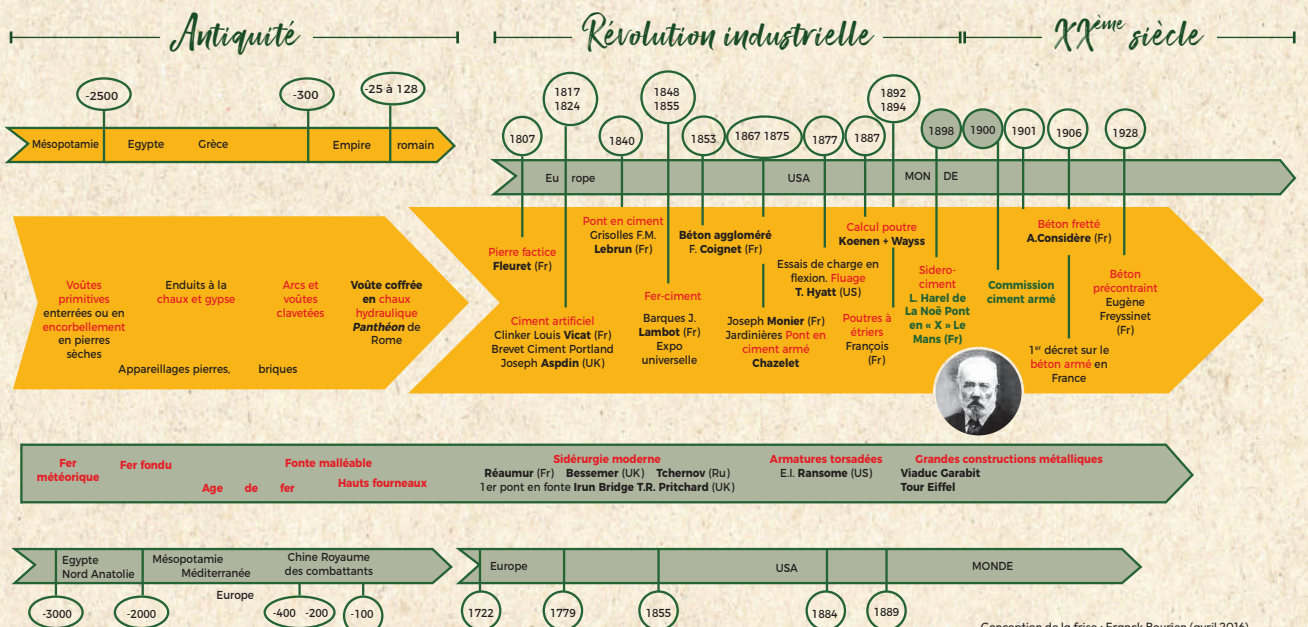 Antiquité
Révolution industrielle
XXème siècle
-2500
-300
-25 à 128
Mésopotamie
Egypte
Grèce
Empire
romain
1807
1817
1824
1840
1848
1855
1853
1867 1875
1877
1887
1892
1894
1898
1900
1901
1906
1928
Eu rope
USA
MON DE
Voûtes
primitives
enterrées ou en
encorbellement
en pierres
sèches
Enduits à la
chaux et gypse
Arcs et
voûtes
clavetées
Voûte coffrée
en chaux
hydraulique
Panthéon de
Rome
Appareillages pierres, briques
Pierre factice
Fleuret (Fr)
Ciment artificiel
Clinker Louis Vicat (Fr)
Brevet Ciment Portland
Joseph Aspdin (UK)
Pont en ciment
Grisolles F.M.
Lebrun (Fr)
Fer-ciment
Barques J.
Lambot (Fr)
Expo
universelle
Béton aggloméré
F. Coignet (Fr)
Joseph Monier (Fr)
Jardinières Pont en
ciment armé
Chazelet
Essais de charge en
flexion. Fluage
T. Hyatt (US)
Calcul poutre
Koenen + Wayss
Poutres à
étriers
François
(Fr)
Sidero-
ciment
L. Harel de
La Noë Pont
en « X » Le
Mans (Fr)
Commission
ciment armé
Béton fretté
A.Considère (Fr)
1er décret sur le
béton armé en
France
Béton
précontraint
Eugène
Freyssinet
(Fr)
Fer
météorique
Fer fondu
Age de fer
Fonte malléable
Hauts fourneaux
Sidérurgie moderne
Réaumur (Fr) Bessemer (UK) Tchernov (Ru)
1er pont en fonte Irun Bridge T.R. Pritchard (UK)
Armatures torsadées
E.I. Ransome (US)
Grandes constructions métalliques
Viaduc Garabit
Tour Eiffel
Egypte
Nord Anatolie
Mésopotamie
Méditerranée
Europe
Chine Royaume
des combattants
Europe
USA
MONDE
-3000
-2000
-400 -200
-100
1722
1779
1855
1884
1889
Conception de la frise : Franck Bourien (avril 2016)